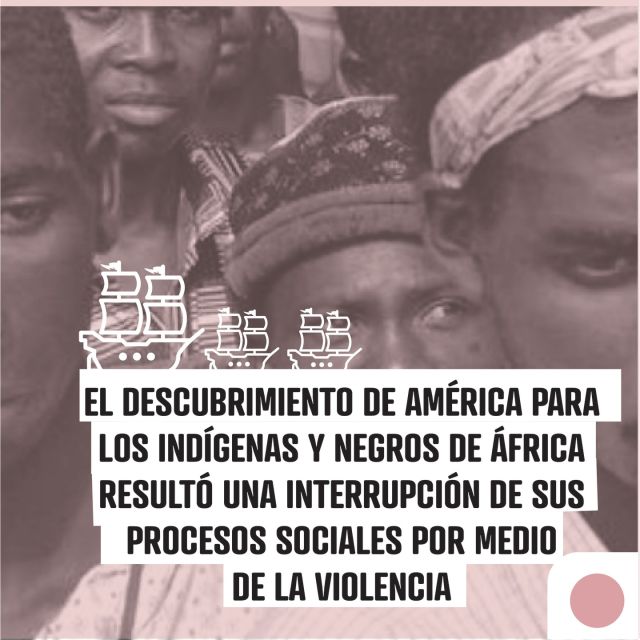 EL DESCUBRIMIENTO DE AMÉRICA PARA
LOS INDÍGENAS Y NEGROS DE ÁFRICA
RESULTÓ UNA INTERRUPCIÓN DE SUS
PROCESOS SOCIALES POR MEDIO
DE LA VIOLENCIA